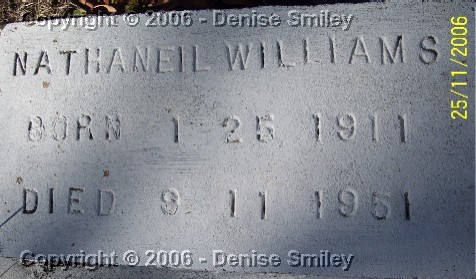 Copyright © 2006 - Denise Smiley
NATHANEIL WILLIAMS
BORN 1 25 1911
DIED 9 11 1951
Copyright © 2006 - Denise Smiley
25/11/2006